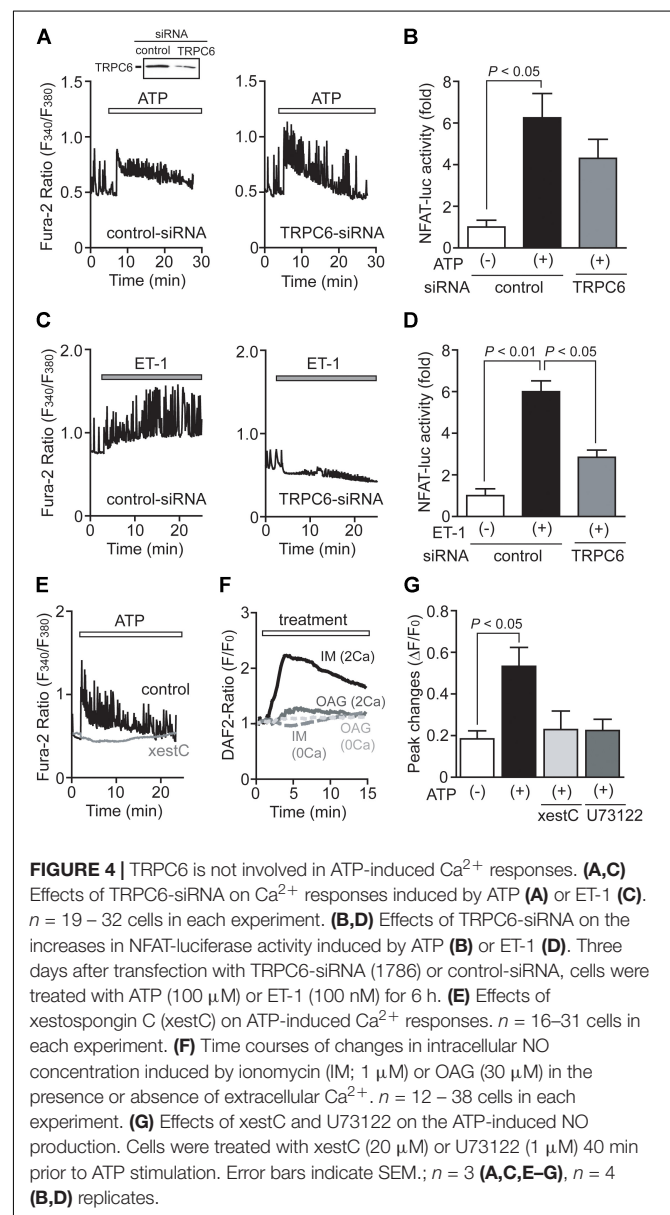 A
siRNA
control TRPC6
TRPC6
Fura-2 Ratio (F340/F380)
1.5
1.0
0.5
0
ATP
control-siRNA
0 10 20 30
Time (min)
1.5
1.0
0.5
0
ATP
TRPC6-siRNA
0 10 20 30
Time (min)
B
NFAT-luc activity (fold)
8
6
4
2
0
P < 0.05
ATP (-) (+) (+)
siRNA control TRPC6
C
Fura-2 Ratio (F340/F380)
2.0
1.0
0
ET-1
control-siRNA
0 10 20
Time (min)
2.0
1.0
0
ET-1
TRPC6-siRNA
0 10 20
Time (min)
D
NFAT-luc activity (fold)
8
6
4
2
0
P < 0.01 P < 0.05
ET-1 (-) (+) (+)
siRNA control TRPC6
E
Fura-2 Ratio (F340/F380)
2
1
0
ATP
control
xestC
0 10 20
Time (min)
F
DAF2-Ratio (F/F0)
3
2
1
0
treatment
IM (2Ca)
OAG (2Ca)
IM
(0Ca)
OAG
(0Ca)
0 5 10 15
Time (min)
G
Peak changes (ΔF/F0)
0.8
0.6
0.4
0.2
0
P < 0.05
ATP (-) (+) (+) (+)
xestC U73122
FIGURE 4 | TRPC6 is not involved in ATP-induced Ca2+ responses. (A,C)
Effects of TRPC6-siRNA on Ca2+ responses induced by ATP (A) or ET-1 (C).
n = 19 – 32 cells in each experiment. (B,D) Effects of TRPC6-siRNA on the
increases in NFAT-luciferase activity induced by ATP (B) or ET-1 (D). Three
days after transfection with TRPC6-siRNA (1786) or control-siRNA, cells were
treated with ATP (100 μM) or ET-1 (100 nM) for 6 h. (E) Effects of
xestospongin C (xestC) on ATP-induced Ca2+ responses. n = 16–31 cells in
each experiment. (F) Time courses of changes in intracellular NO
concentration induced by ionomycin (IM; 1 μM) or OAG (30 μM) in the
presence or absence of extracellular Ca2+. n = 12 – 38 cells in each
experiment. (G) Effects of xestC and U73122 on the ATP-induced NO
production. Cells were treated with xestC (20 μM) or U73122 (1 μM) 40 min
prior to ATP stimulation. Error bars indicate SEM.; n = 3 (A,C,E–G), n = 4
(B,D) replicates.